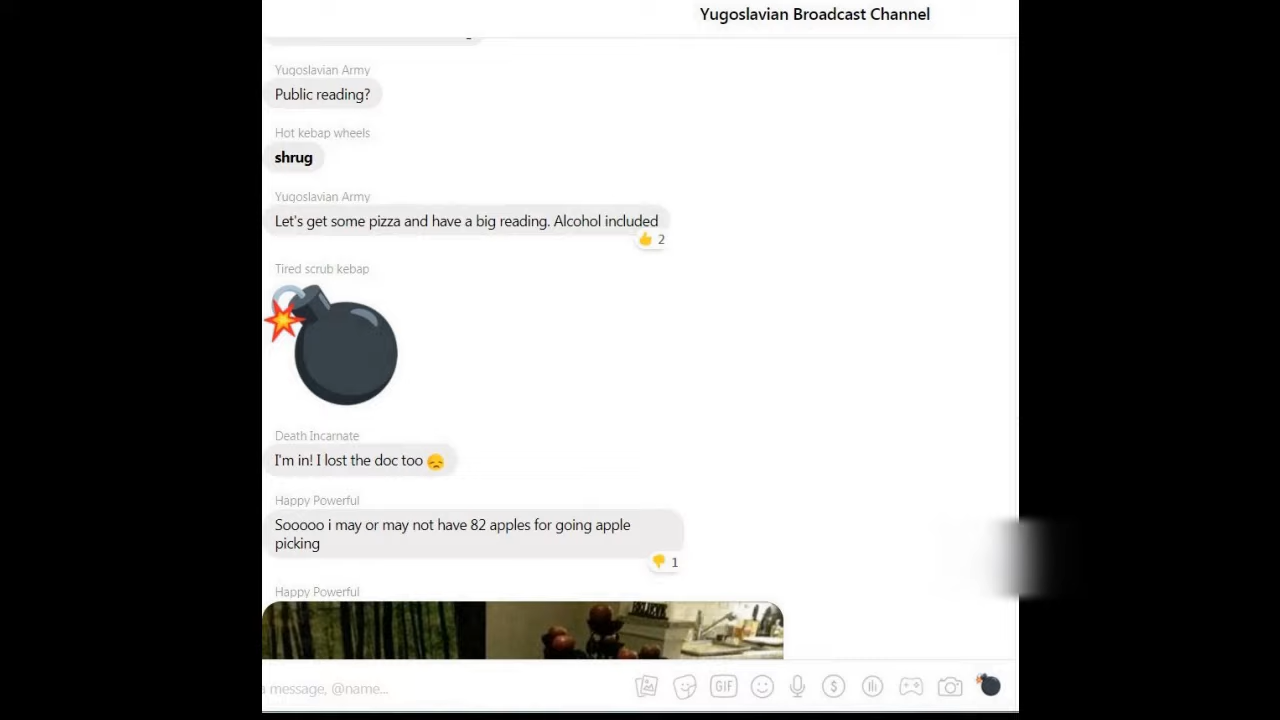 Yugoslavian Broadcast Channel
Yugoslavian Army
Public reading?
Hot kebap wheels
shrug
Yugoslavian Army
Let's get some pizza and have a big reading. Alcohol included
2
Tired scrub kebap
Death Incarnate
I'm in! I lost the doc too
Happy Powerful
Sooooo i may or may not have 82 apples for going apple
picking
1
Happy Powerful
BELIEVE
a message, @name...
GIF
$